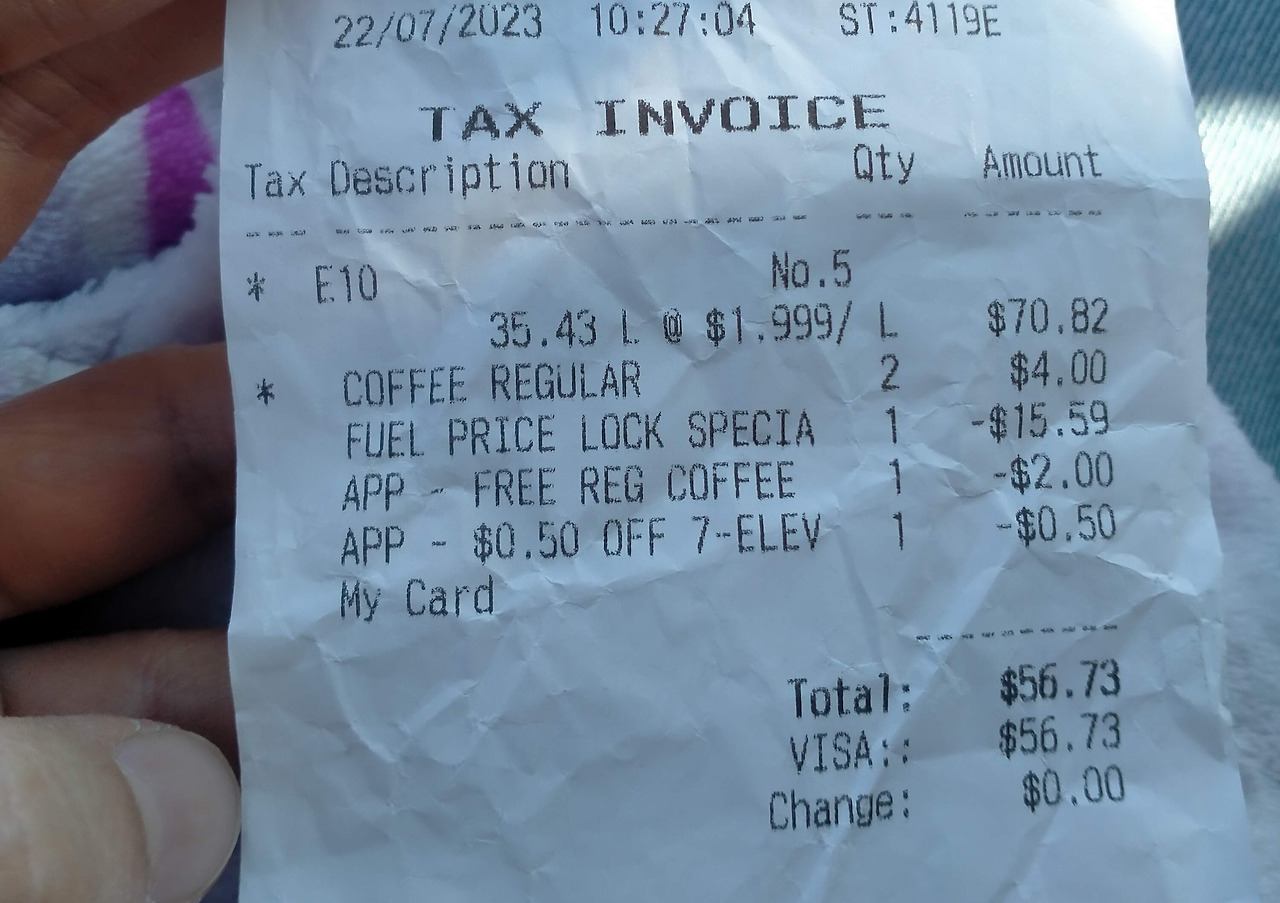 22/07/2023 10:27:04 ST:4119E
TAX INVOICE
Tax Description Qty Amount
* E10 No.5
35.43 L @ $1.999/ L $70.82
* COFFEE REGULAR 2 $4.00
FUEL PRICE LOCK SPECIA 1 -$15.59
APP - FREE REG COFFEE 1 -$2.00
APP - $0.50 OFF 7-ELEV 1 -$0.50
My Card
Total: $56.73
VISA:: $56.73
Change: $0.00